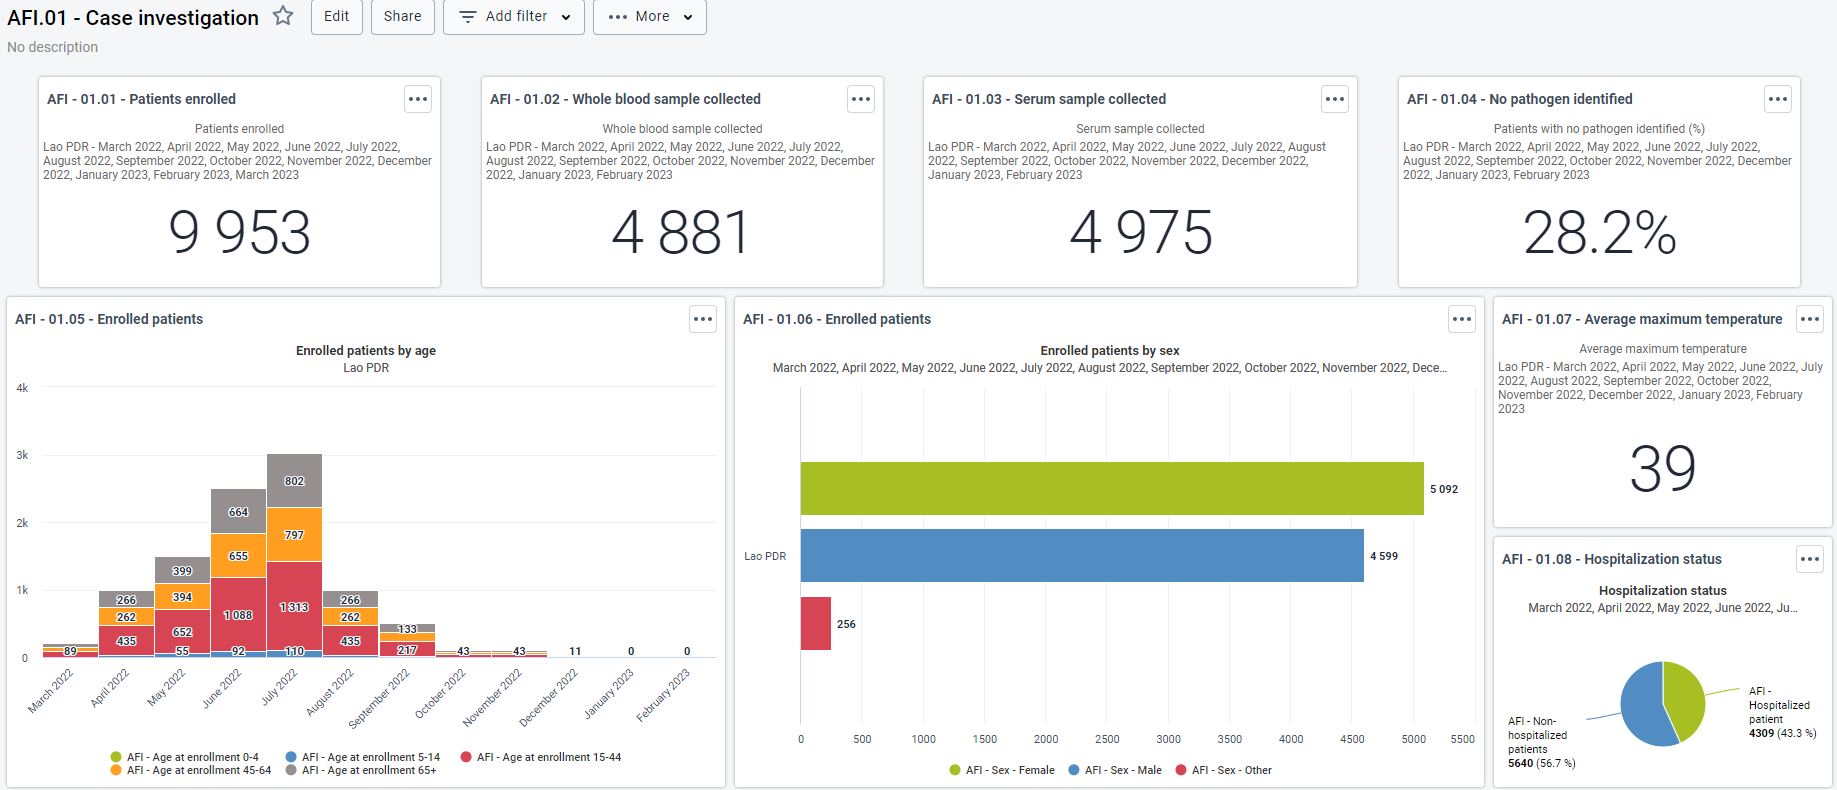 AFI.01 - Case investigation
Edit
Share
Add filter
More
No description
AFI - 01.01 - Patients enrolled
Patients enrolled
Lao PDR - March 2022, April 2022, May 2022, June 2022, July 2022,
August 2022, September 2022, October 2022, November 2022, December
2022, January 2023, February 2023, March 2023
9 953
AFI - 01.02 - Whole blood sample collected
Whole blood sample collected
Lao PDR - March 2022, April 2022, May 2022, June 2022, July 2022,
August 2022, September 2022, October 2022, November 2022, December
2022, January 2023, February 2023
4 881
AFI - 01.03 - Serum sample collected
Serum sample collected
Lao PDR - March 2022, April 2022, May 2022, June 2022, July 2022, August
2022, September 2022, October 2022, November 2022, December 2022,
January 2023, February 2023
4 975
AFI - 01.04 - No pathogen identified
Patients with no pathogen identified (%)
Lao PDR - March 2022, April 2022, May 2022, June 2022, July 2022,
August 2022, September 2022, October 2022, November 2022, December
2022, January 2023, February 2023
28.2%
AFI - 01.05 - Enrolled patients
Enrolled patients by age
Lao PDR
4k
3k
2k
1k
0
89
266
262
435
399
394
652
55
664
655
1 088
92
802
797
1 313
110
266
262
435
133
217
43
43
11
0
0
March 2022
April 2022
May 2022
June 2022
July 2022
August 2022
September 2022
October 2022
November 2022
December 2022
January 2023
February 2023
AFI - Age at enrollment 0-4
AFI - Age at enrollment 5-14
AFI - Age at enrollment 15-44
AFI - Age at enrollment 45-64
AFI - Age at enrollment 65+
AFI - 01.06 - Enrolled patients
Enrolled patients by sex
March 2022, April 2022, May 2022, June 2022, July 2022, August 2022, September 2022, October 2022, November 2022, Dece...
5 092
Lao PDR
4 599
256
0
500
1000
1500
2000
2500
3000
3500
4000
4500
5000
5500
AFI - Sex - Female
AFI - Sex - Male
AFI - Sex - Other
AFI - 01.07 - Average maximum temperature
Average maximum temperature
Lao PDR - March 2022, April 2022, May 2022, June 2022, July
2022, August 2022, September 2022, October 2022,
November 2022, December 2022, January 2023, February
2023
39
AFI - 01.08 - Hospitalization status
Hospitalization status
March 2022, April 2022, May 2022, June 2022, Ju...
AFI -
Hospitalized
patient
4309 (43.3 %)
AFI - Non-
hospitalized
patients
5640 (56.7 %)